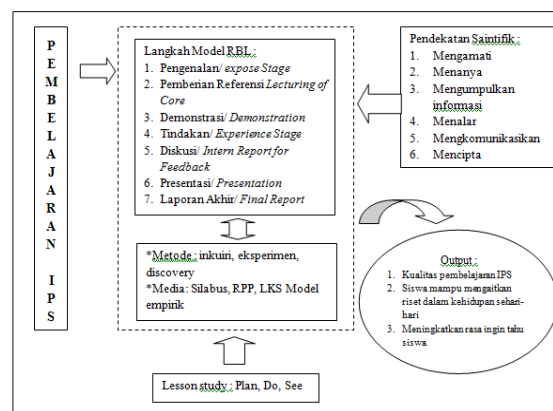 PEMBELAJARAN IPS
Langkah Model RBL :
1. Pengenalan/ expose Stage
2. Pemberian Referensi Lecturing of
Core
3. Demonstrasi/ Demonstration
4. Tindakan/ Experience Stage
5. Diskusi/ Intern Report for
Feedback
6. Presentasi/ Presentation
7. Laporan Akhir/ Final Report
Pendekatan Saintifik :
1. Mengamati
2. Menanya
3. Mengumpulkan
informasi
4. Menalar
5. Mengkomunikasikan
6. Mencipta
*Metode : inkuiri, eksperimen,
discovery
*Media: Silabus, RPP, LKS Model
empirik
Output :
1. Kualitas pembelajaran IPS
2. Siswa mampu mengaitkan
riset dalam kehidupan sehari-
hari
3. Meningkatkan rasa ingin tahu
siswa
Lesson study : Plan, Do, See